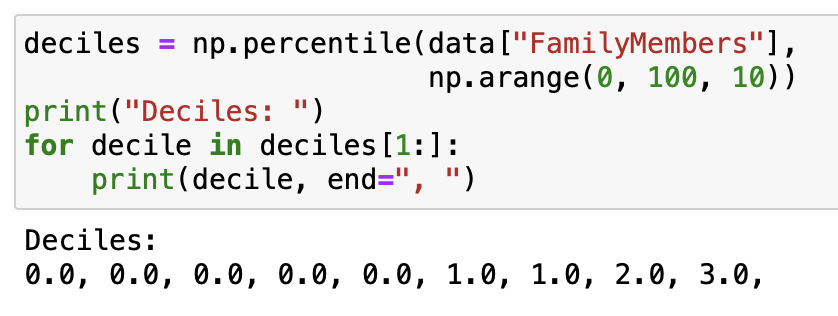 deciles = np.percentile(data["FamilyMembers"],
                        np.arange(0, 100, 10))
print("Deciles: ")
for decile in deciles[1:]:
    print(decile, end=", ")
Deciles:
0.0, 0.0, 0.0, 0.0, 0.0, 1.0, 1.0, 2.0, 3.0,